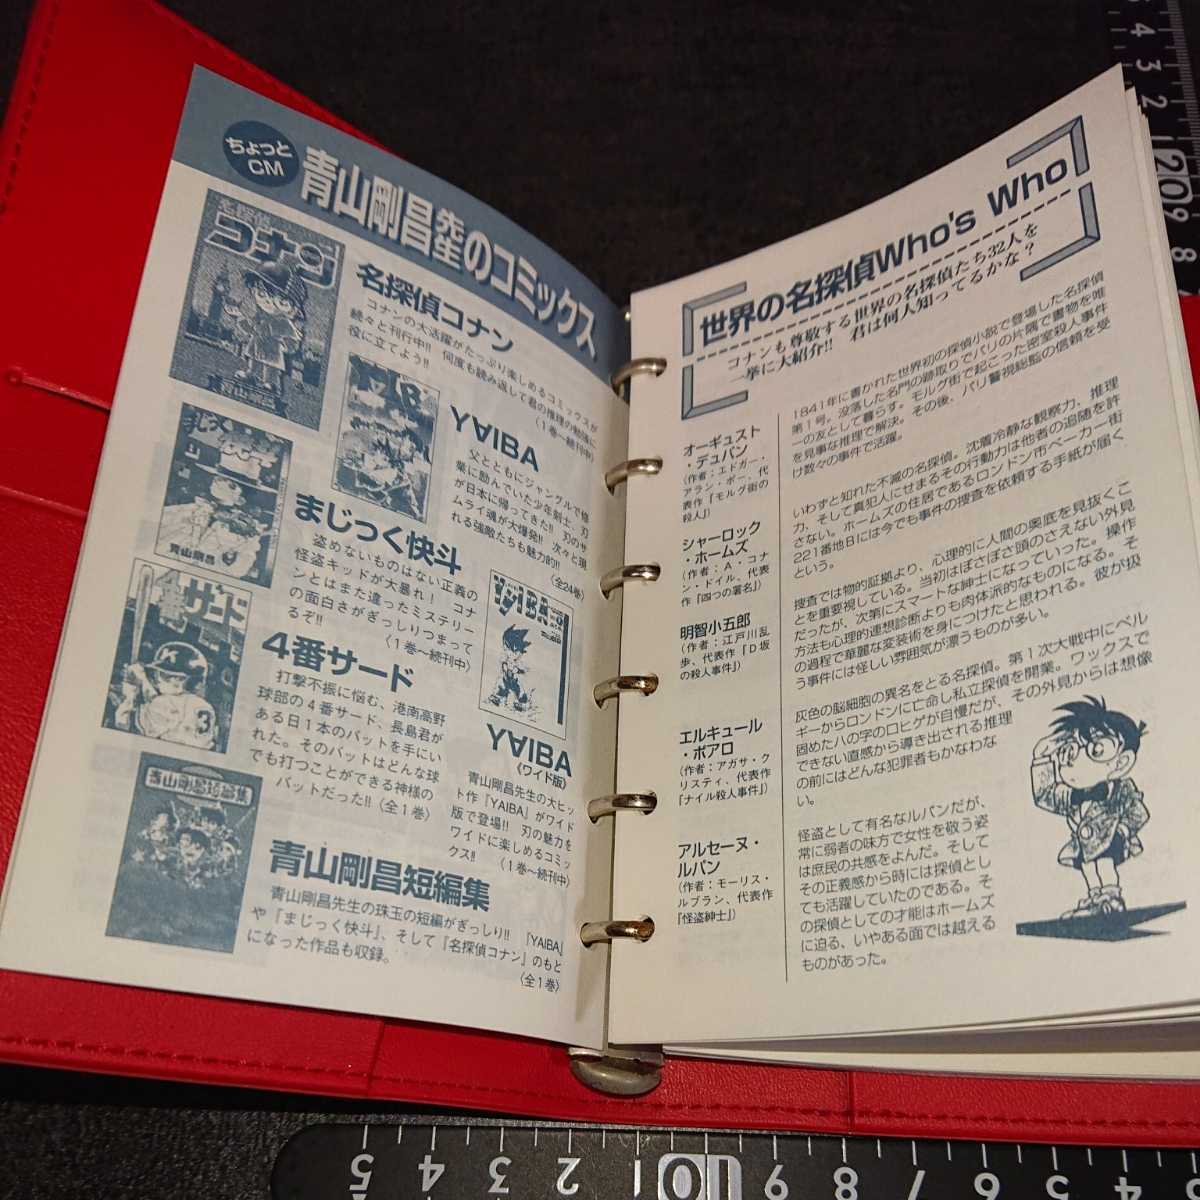 ちょっと
CM
青山剛昌先生のコミックス
名探偵
コナン
名探偵コナン
コナンの大活躍がたっぷり楽しめるコミックスが
続々と刊行中!! 何度も読み返して君の推理の勉強に
役に立てよう!!
〈1巻〜続刊中〉
YAIBA
父とともにジャングルで修
業に励んでいた少年剣士、刃
が日本に帰ってきた!! 刃のサ
ムライ魂が大爆発!! 次々と現
れる強敵たちも魅力的!!
〈全24巻〉
青山剛昌
まじっく快斗
盗めないものはない正義の
怪盗キッドが大暴れ! コナ
ンとはまた違ったミステリー
の面白さがぎっしりつまって
るぞ!!
〈1巻〜続刊中〉
4番サード
4番サード
打撃不振に悩む、港南高野
球部の4番サード、長島君が
ある日1本のバットを手にい
れた。そのバットはどんな球
でも打つことができる神様の
バットだった!!〈全1巻〉
YAIBA
YAIBA
〈ワイド版〉
青山剛昌先生の大ヒッ
ト作『YAIBA』がワイド
版で登場!! 刃の魅力を
ワイドに楽しめるコミッ
クス!!
〈1巻〜続刊中〉
青山剛昌短編集
青山剛昌短編集
青山剛昌先生の珠玉の短編がぎっしり!! 『YAIBA』
や『まじっく快斗』、そして『名探偵コナン』のもと
になった作品も収録。
〈全1巻〉
世界の名探偵Who's Who
コナンも尊敬する世界の名探偵たち32人を
一挙に大紹介!! 君は何人知ってるかな?
オーギュスト
・デュパン
(作者:エドガー・
アラン・ポー、代
表作『モルグ街の
殺人』)
1841年に書かれた世界初の探偵小説で登場した名探偵
第1号。没落した名門の跡取りでパリの片隅で書物を唯
一の友として暮らす。モルグ街で起こった密室殺人事件
を見事な推理で解決。その後、パリ警視総監の信頼を受
け数々の事件で活躍。
シャーロック
・ホームズ
(作者:A・コナ
ン・ドイル、代表
作『四つの署名』)
いわずと知れた不滅の名探偵。沈着冷静な観察力、推理
力、そして真犯人にせまるその行動力は他者の追随を許
さない。ホームズの住居であるロンドン市ベーカー街
221番地Bには今でも事件の捜査を依頼する手紙が届く
という。
明智小五郎
(作者:江戸川乱
歩、代表作『D坂
の殺人事件』)
捜査では物的証拠より、心理的に人間の奥底を見抜くこ
とを重要視している。当初はぼさぼさ頭のさえない外見
だったが、次第にスマートな紳士になっていった。操作
方法も心理的連想診断よりも肉体派的なものになる。そ
の過程で華麗な変装術を身につけたと思われる。彼が扱
う事件には怪しい雰囲気が漂うものが多い。
エルキュール
・ポアロ
(作者:アガサ・ク
リスティ、代表作
『ナイル殺人事件』)
灰色の脳細胞の異名をとる名探偵。第1次大戦中にベル
ギーからロンドンに亡命し私立探偵を開業。ワックスで
固めたハの字の口ヒゲが自慢だが、その外見からは想像
できない直感から導き出される推理
の前にはどんな犯罪者もかなわな
い。
アルセーヌ・
ルパン
(作者:モーリス・
ルブラン、代表作
『怪盗紳士』)
怪盗として有名なルパンだが、
常に弱者の味方で女性を敬う姿
は庶民の共感をよんだ。そして
その正義感から時には探偵とし
ても活躍していたのである。そ
の探偵としての才能はホームズ
に迫る、いやある面では越える
ものがあった。
4
3
2
20
9
8
5 4 3 2 1 10 9 8 7 6 5 4